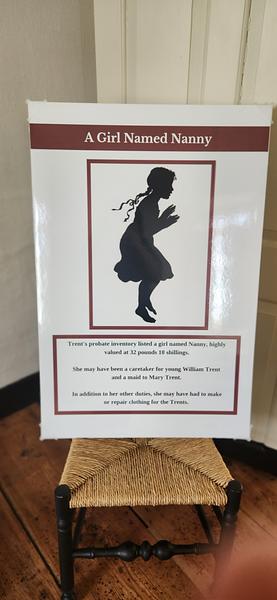 A Girl Named Nanny
Trent's probate inventory listed a girl named Nanny, highly
valued at 32 pounds 18 shillings.
She may have been a caretaker for young William Trent
and a maid to Mary Trent.
In addition to her other duties, she may have had to make
or repair clothing for the Trents.